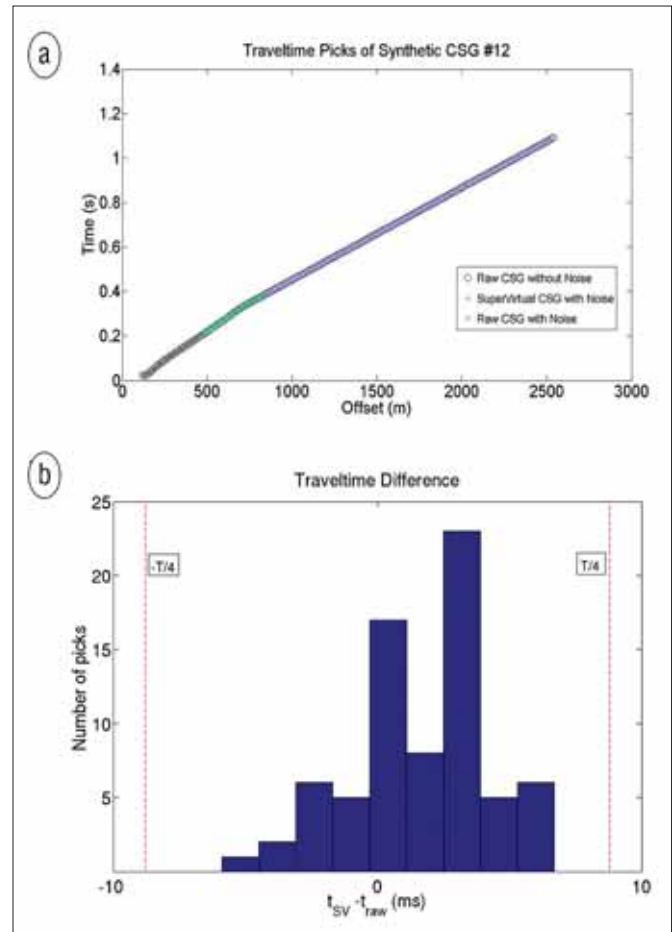 a
Traveltime Picks of Synthetic CSG #12
1.4
1.2
1
0.8
0.6
0.4
0.2
0
Time (s)
0 500 1000 1500 2000 2500 3000
Offset (m)
Raw CSG without Noise
SuperVirtual CSG with Noise
Raw CSG with Noise
b
Traveltime Difference
25
20
15
10
5
Number of picks
-T/4
T/4
-10 0 10
t_SV -t_raw (ms)